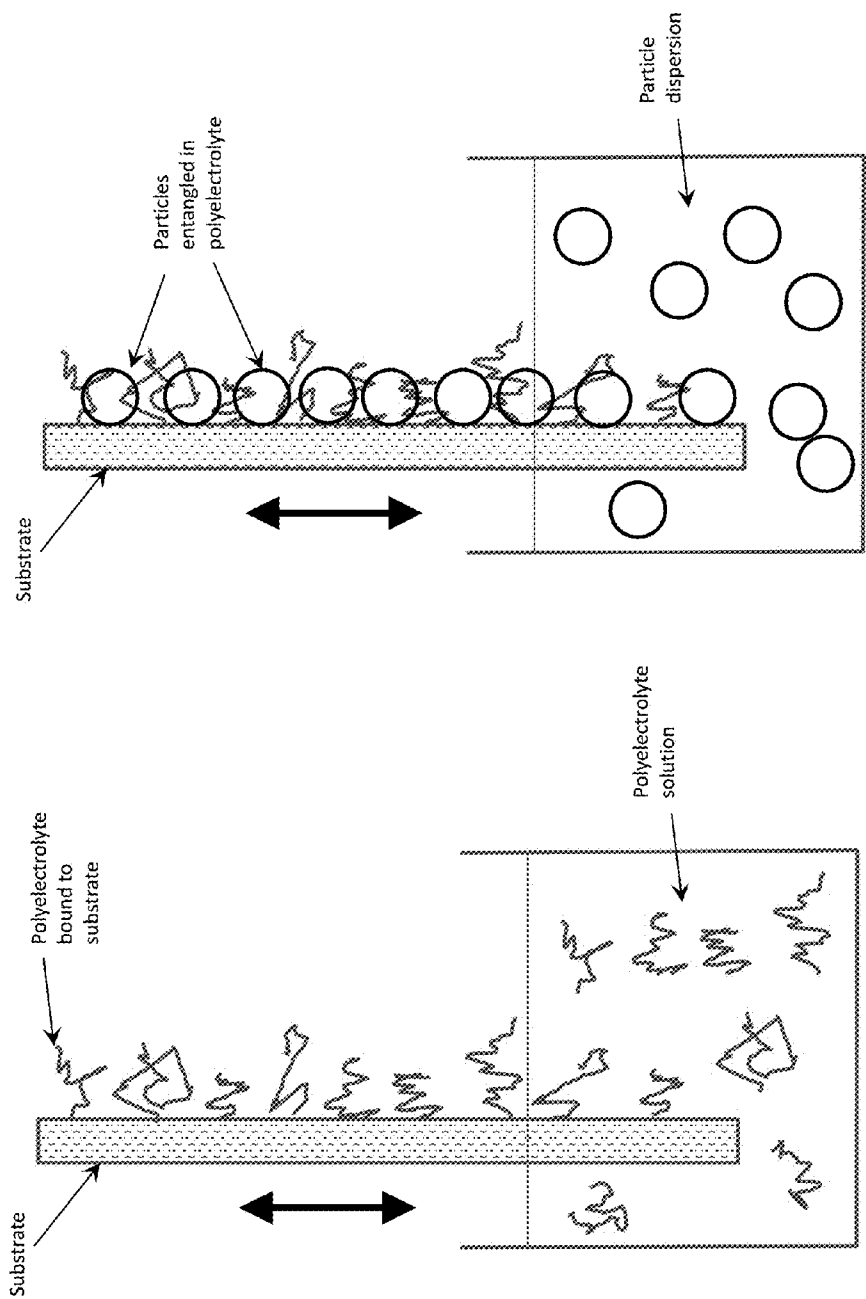 Substrate
Polyelectrolyte
bound to
substrate
Polyelectrolyte
solution
Substrate
Particles
entangled in
polyelectrolyte
Particle
dispersion